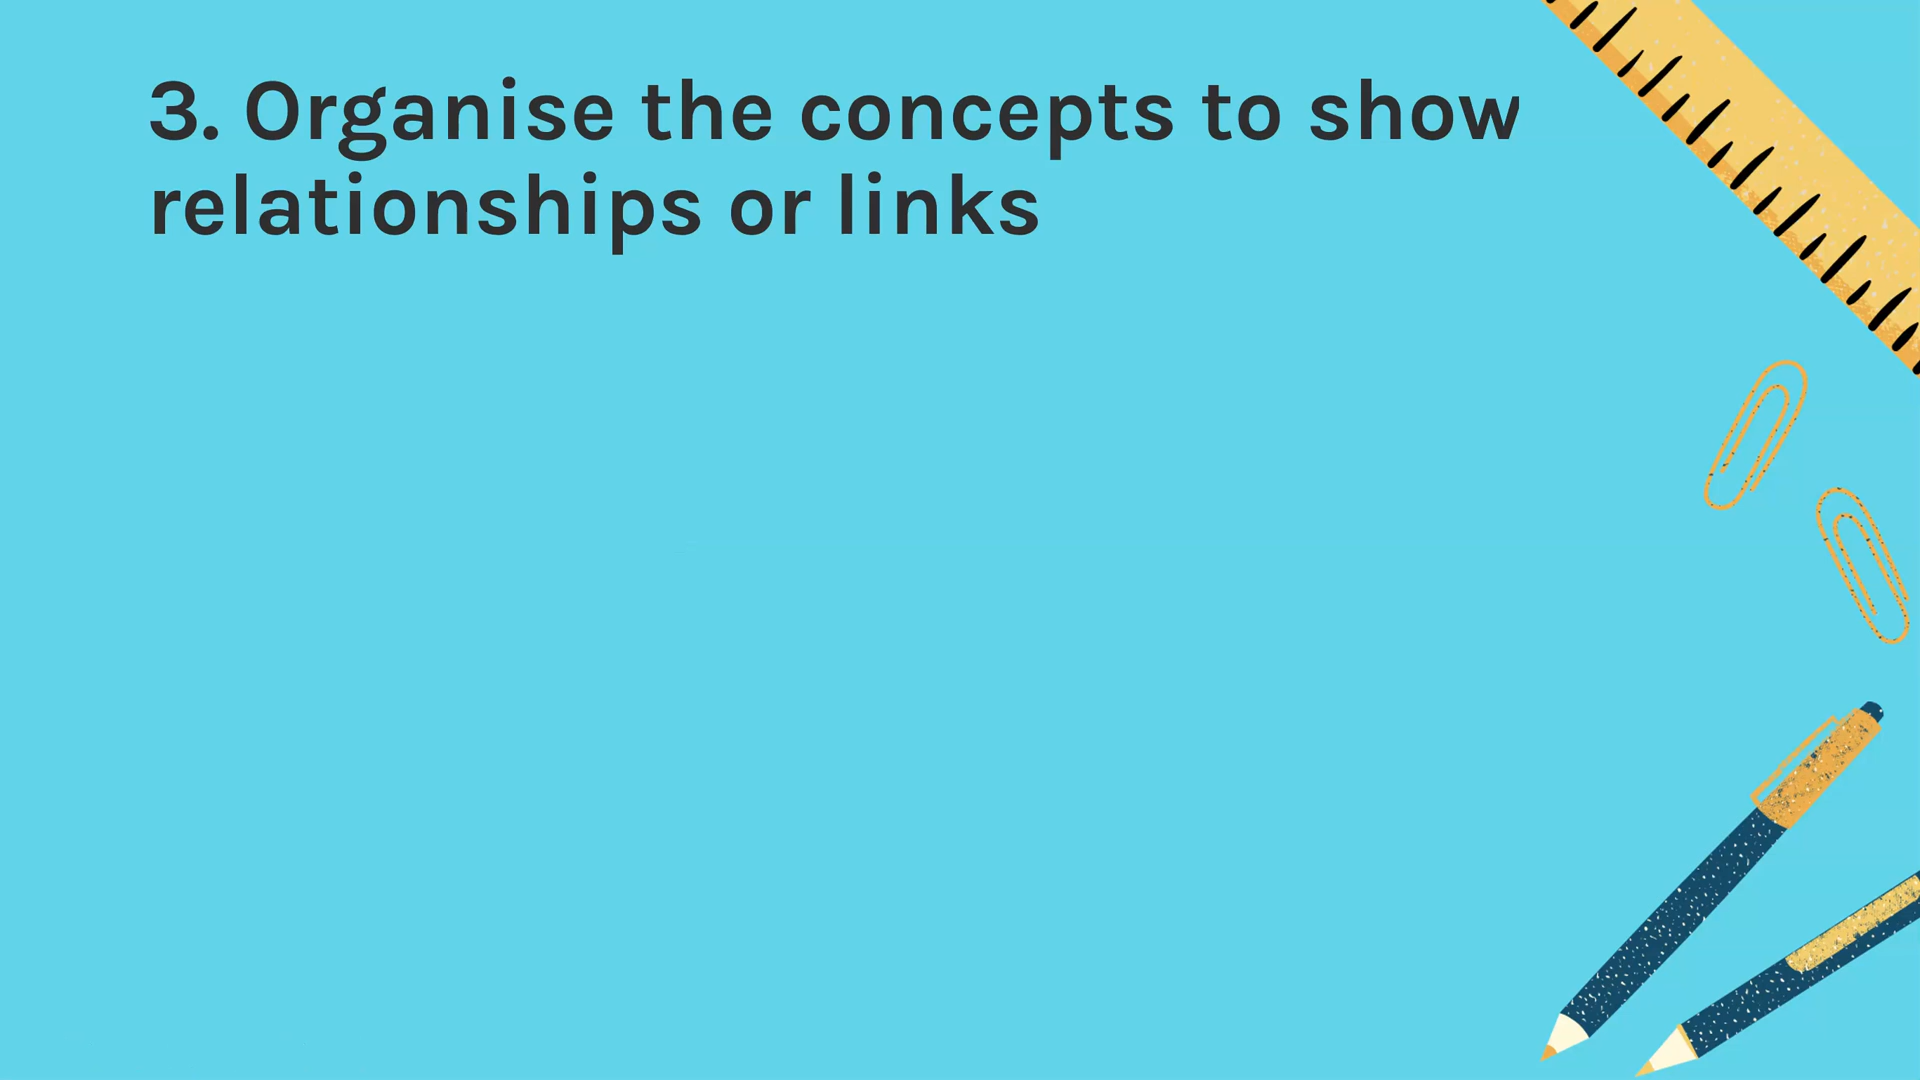 3. Organise the concepts to show
relationships or links